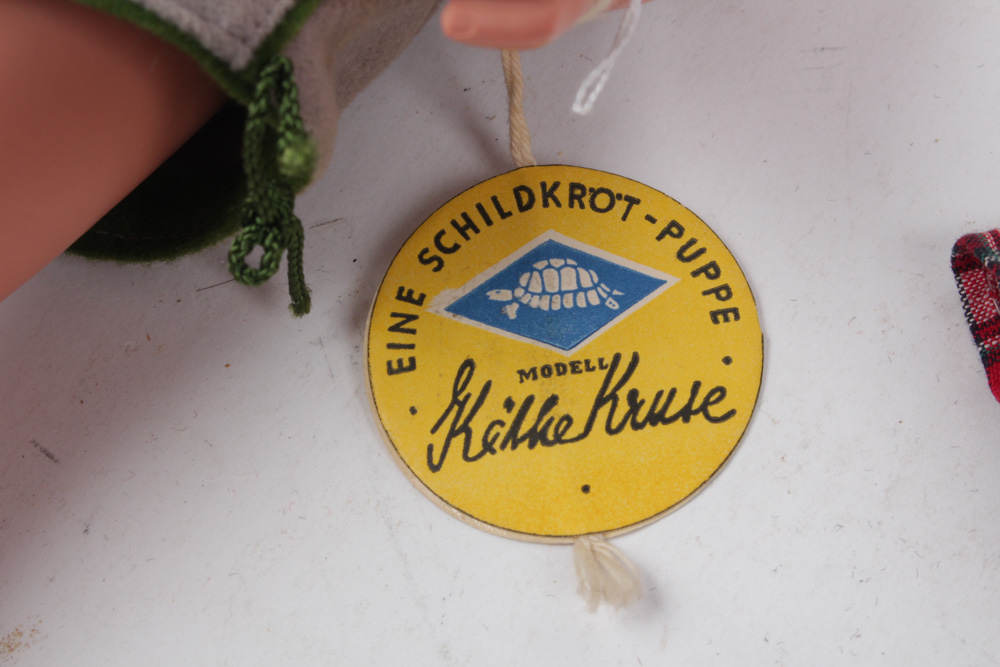 EINE SCHILDKRÖT-PUPPE
MODELL
Käthe Kruse